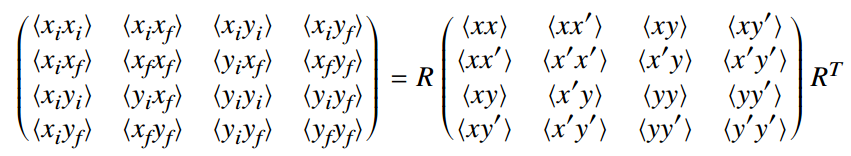 ⟨x_i x_i⟩ ⟨x_i x_f⟩ ⟨x_i y_i⟩ ⟨x_i y_f⟩ ⟨xx⟩ ⟨xx′⟩ ⟨xy⟩ ⟨xy′⟩
⟨x_i x_f⟩ ⟨x_f x_f⟩ ⟨y_i x_f⟩ ⟨x_f y_f⟩ = R ⟨xx′⟩ ⟨x′x′⟩ ⟨x′y⟩ ⟨x′y′⟩ R^T
⟨x_i y_i⟩ ⟨y_i x_f⟩ ⟨y_i y_i⟩ ⟨y_i y_f⟩ ⟨xy⟩ ⟨x′y⟩ ⟨yy⟩ ⟨yy′⟩
⟨x_i y_f⟩ ⟨x_f y_f⟩ ⟨y_i y_f⟩ ⟨y_f y_f⟩ ⟨xy′⟩ ⟨x′y′⟩ ⟨yy′⟩ ⟨y′y′⟩